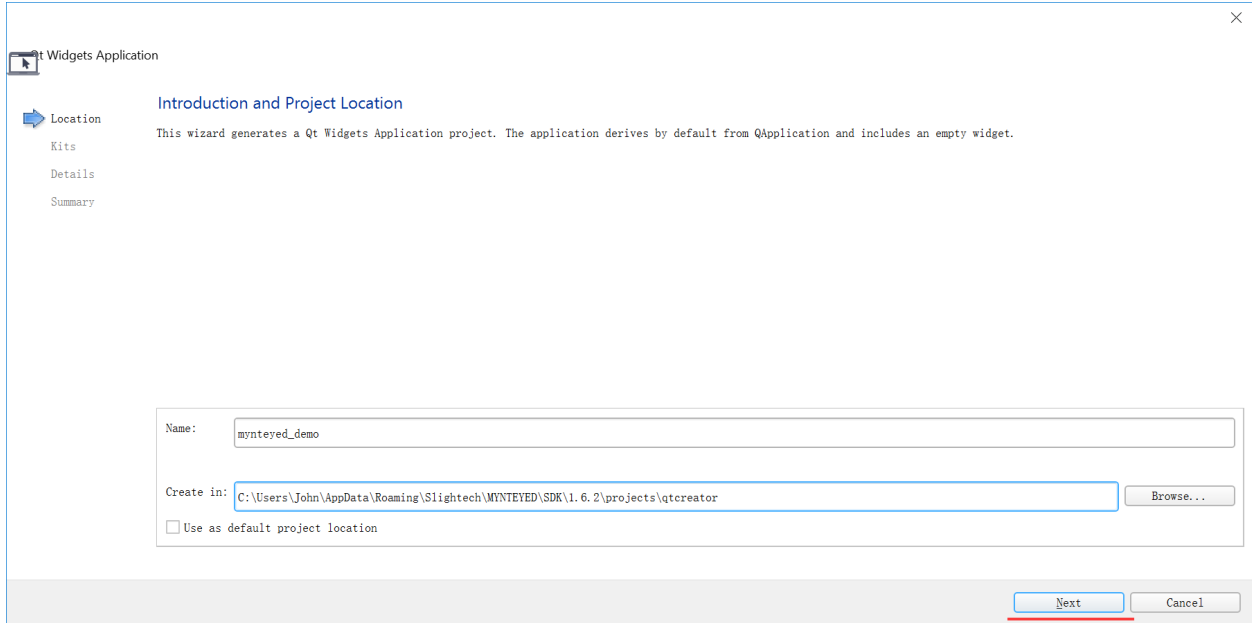 Qt Widgets Application
Location
Kits
Details
Summary
Introduction and Project Location
This wizard generates a Qt Widgets Application project. The application derives by default from QApplication and includes an empty widget.
Name:
mynteyed_demo
Create in:
C:\Users\John\AppData\Roaming\Slightech\MYNTEYED\SDK\1.6.2\projects\qtcreator
Browse...
Use as default project location
Next
Cancel